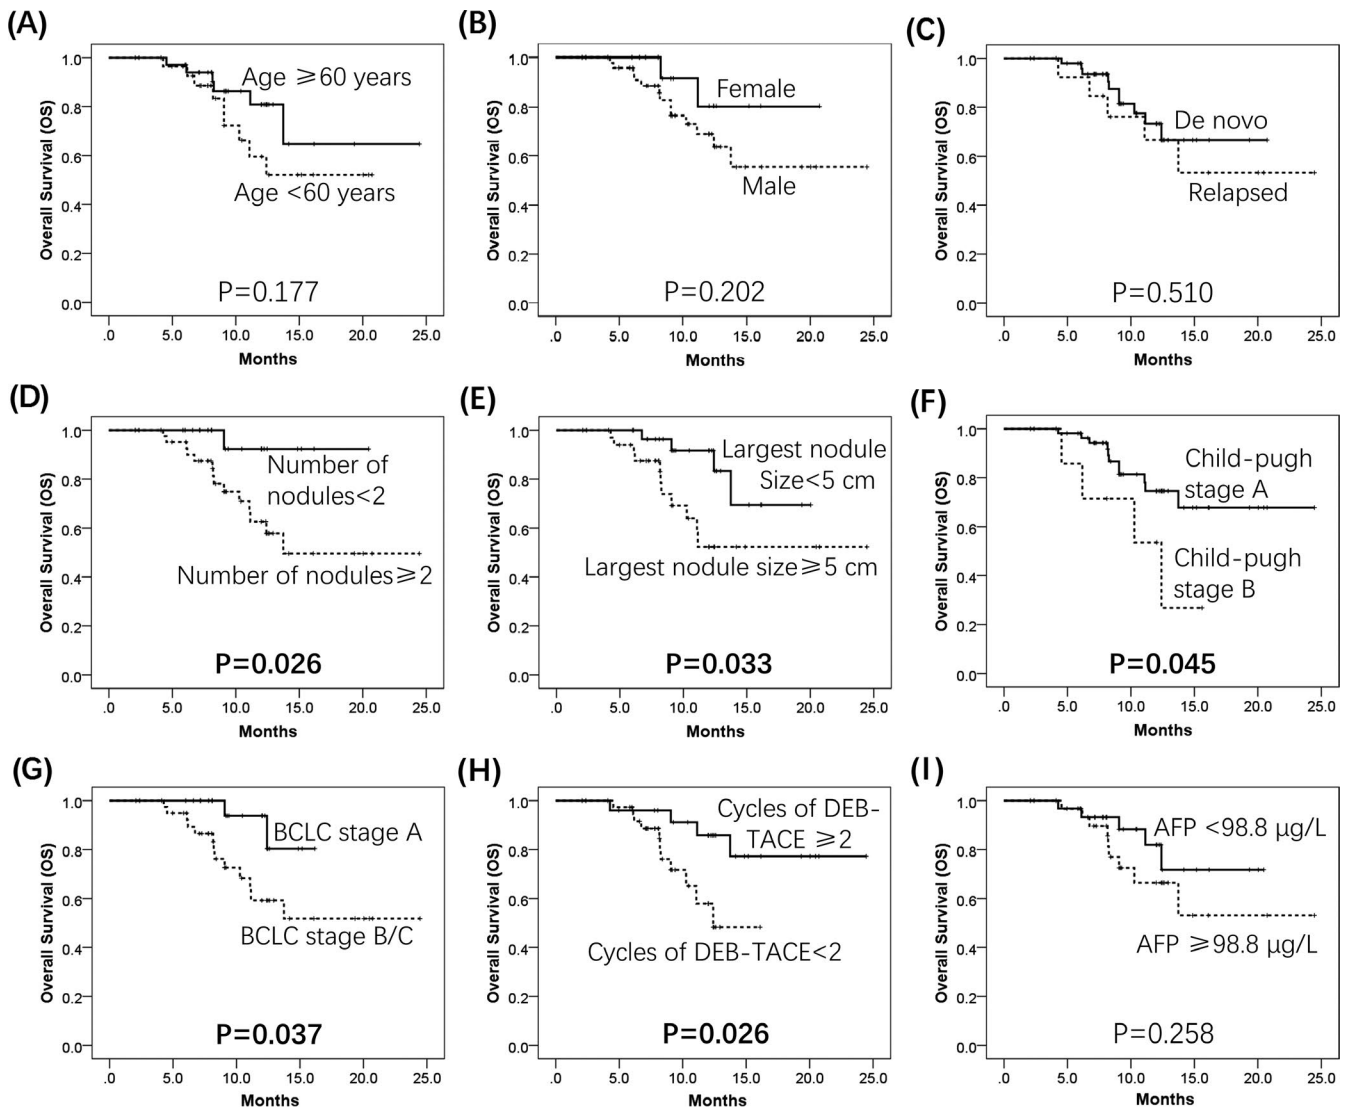 (A)
Overall Survival (OS)
1.0
0.8
0.6
0.4
0.2
0.0
Age ⩾60 years
Age <60 years
P=0.177
.0 5.0 10.0 15.0 20.0 25.0
Months
(B)
Overall Survival (OS)
1.0
0.8
0.6
0.4
0.2
0.0
Female
Male
P=0.202
.0 5.0 10.0 15.0 20.0 25.0
Months
(C)
Overall Survival (OS)
1.0
0.8
0.6
0.4
0.2
0.0
De novo
Relapsed
P=0.510
.0 5.0 10.0 15.0 20.0 25.0
Months
(D)
Overall Survival (OS)
1.0
0.8
0.6
0.4
0.2
0.0
Number of
nodules<2
Number of nodules⩾2
P=0.026
.0 5.0 10.0 15.0 20.0 25.0
Months
(E)
Overall Survival (OS)
1.0
0.8
0.6
0.4
0.2
0.0
Largest nodule
Size<5 cm
Largest nodule size⩾5 cm
P=0.033
.0 5.0 10.0 15.0 20.0 25.0
Months
(F)
Overall Survival (OS)
1.0
0.8
0.6
0.4
0.2
0.0
Child-pugh
stage A
Child-pugh
stage B
P=0.045
.0 5.0 10.0 15.0 20.0 25.0
Months
(G)
Overall Survival (OS)
1.0
0.8
0.6
0.4
0.2
0.0
BCLC stage A
BCLC stage B/C
P=0.037
.0 5.0 10.0 15.0 20.0 25.0
Months
(H)
Overall Survival (OS)
1.0
0.8
0.6
0.4
0.2
0.0
Cycles of DEB-
TACE ⩾2
Cycles of DEB-TACE<2
P=0.026
.0 5.0 10.0 15.0 20.0 25.0
Months
(I)
Overall Survival (OS)
1.0
0.8
0.6
0.4
0.2
0.0
AFP <98.8 μg/L
AFP ⩾98.8 μg/L
P=0.258
.0 5.0 10.0 15.0 20.0 25.0
Months